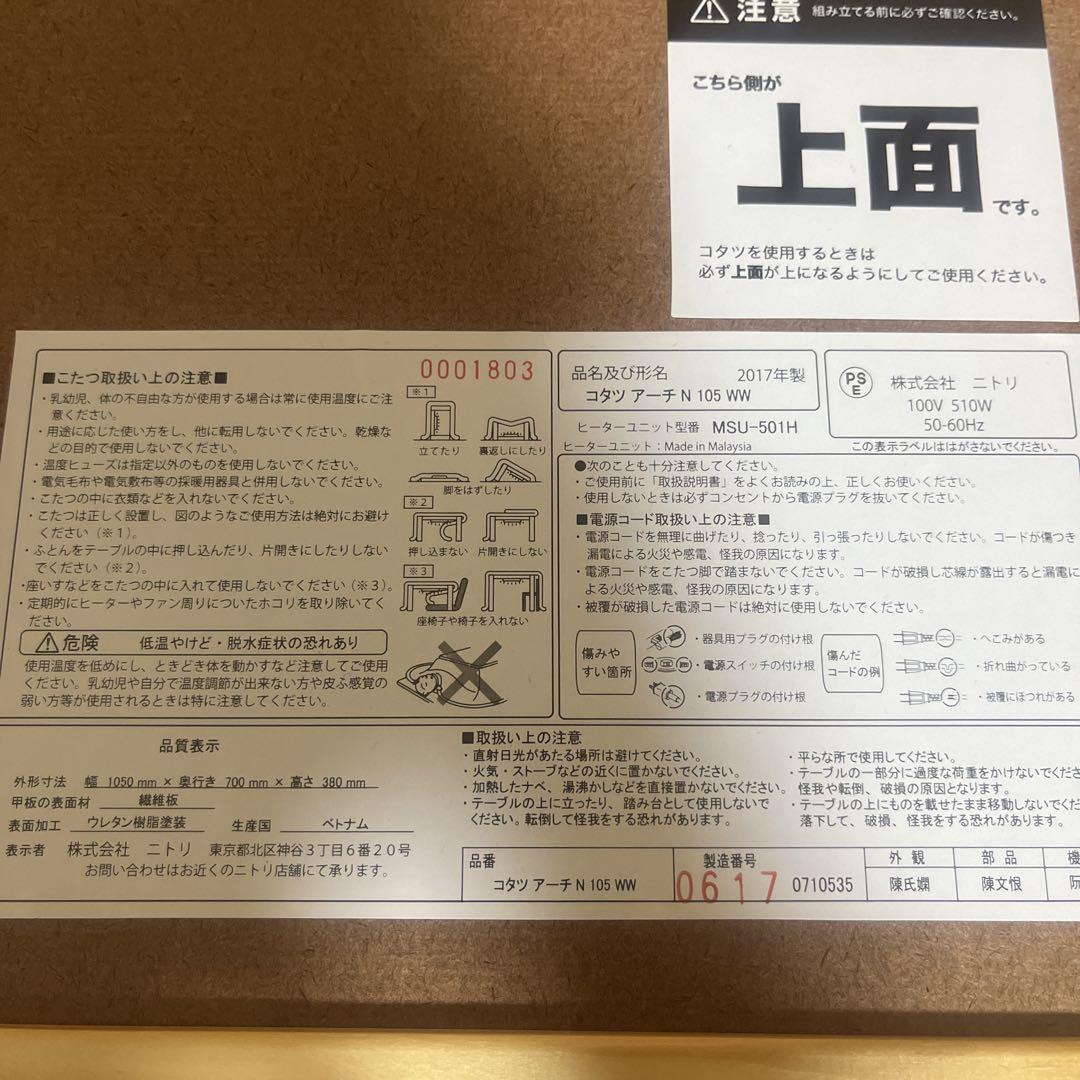 注意 組み立てる前に必ずご確認ください。
こちら側が
上面
です。
コタツを使用するときは
必ず上面が上になるようにしてご使用ください。
■こたつ取扱い上の注意■
0001803
・乳幼児、体の不自由な方が使用する場合は常に使用温度にご注
意ください。
・用途に応じた使い方をし、他に転用しないでください。乾燥な
どの目的で使用しないでください。
・温度ヒューズは指定以外のものを使用しないでください。
・電気毛布や電気敷布等の採暖用器具と併用しないでください。
・こたつの中に衣類などを入れないでください。
・こたつは正しく設置し、図のようなご使用方法は絶対にお避け
ください（※1）。
・ふとんをテーブルの中に押し込んだり、片開きにしたりしない
でください（※2）。
・座いすなどをこたつの中に入れて使用しないでください（※3）。
・定期的にヒーターやファン周りについたホコリを取り除いてく
ださい。
※1
立てたり 裏返しにしたり
脚をはずしたり
※2
押し込まない 片開きにしない
※3
座椅子や椅子を入れない
危険 低温やけど・脱水症状の恐れあり
使用温度を低めにし、ときどき体を動かすなど注意してご使用
ください。乳幼児や自分で温度調節が出来ない方や皮ふ感覚の
弱い方等が使用されるときは特に注意してください。
品名及び形名 2017年製
コタツ アーチ N 105 WW
ヒーターユニット型番 MSU-501H
ヒーターユニット：Made in Malaysia
PS
E
株式会社 ニトリ
100V 510W
50-60Hz
この表示ラベルははがさないでください。
●次のことも十分注意してください。
・ご使用前に「取扱説明書」をよくお読みの上、正しくお使いください。
・使用しないときは必ずコンセントから電源プラグを抜いてください。
■電源コード取扱い上の注意■
・電源コードを無理に曲げたり、捻ったり、引っ張ったりしないでください。コードが傷つき
漏電による火災や感電、怪我の原因になります。
・電源コードをこたつ脚で踏まないでください。コードが破損し芯線が露出すると漏電に
よる火災や感電、怪我の原因になります。
・被覆が破損した電源コードは絶対に使用しないでください。
傷みや
すい箇所
・器具用プラグの付け根
・電源スイッチの付け根
・電源プラグの付け根
傷んだ
コードの例
・へこみがある
・折れ曲がっている
・被覆にほつれがある
品質表示
外形寸法 幅 1050 mm × 奥行き 700 mm × 高さ 380 mm
甲板の表面材 繊維板
表面加工 ウレタン樹脂塗装 生産国 ベトナム
表示者 株式会社 ニトリ 東京都北区神谷3丁目6番20号
お問い合わせはお近くのニトリ店舗にて承ります。
■取扱い上の注意
・直射日光があたる場所は避けてください。
・火気・ストーブなどの近くに置かないでください。
・加熱したナベ、湯沸かしなどを直接置かないでください。
・テーブルの上に立ったり、踏み台として使用しないで
ください。転倒して怪我をする恐れがあります。
・平らな所で使用してください。
・テーブルの一部分に過度な荷重をかけないでくださ
怪我や転倒、破損の原因となります。
・テーブルの上にものを載せたまま移動しないでくだ
落下して、破損、怪我をする恐れがあります。
品番
コタツ アーチ N 105 WW
製造番号
0617 0710535
外観 部品 機
陳氏嫻 陳文恨 阮